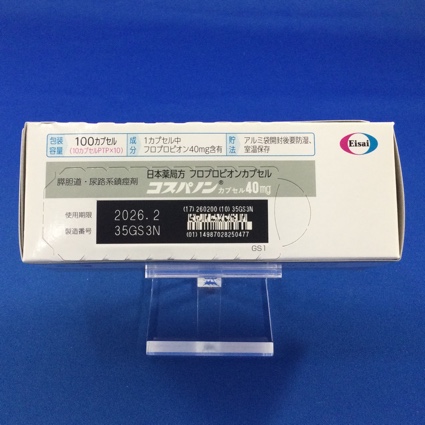 包装容量 100カプセル (10カプセルPTP×10)
成分 1カプセル中 フロプロピオン40mg含有
貯法 アルミ袋開封後要防湿、室温保存
Eisai
日本薬局方 フロプロピオンカプセル
膵胆道・尿路系鎮痙剤
コスパノン®カプセル40mg
(17) 260200 (10) 35GS3N
使用期限 2026.2
製造番号 35GS3N
(01) 14987028250477
GS1